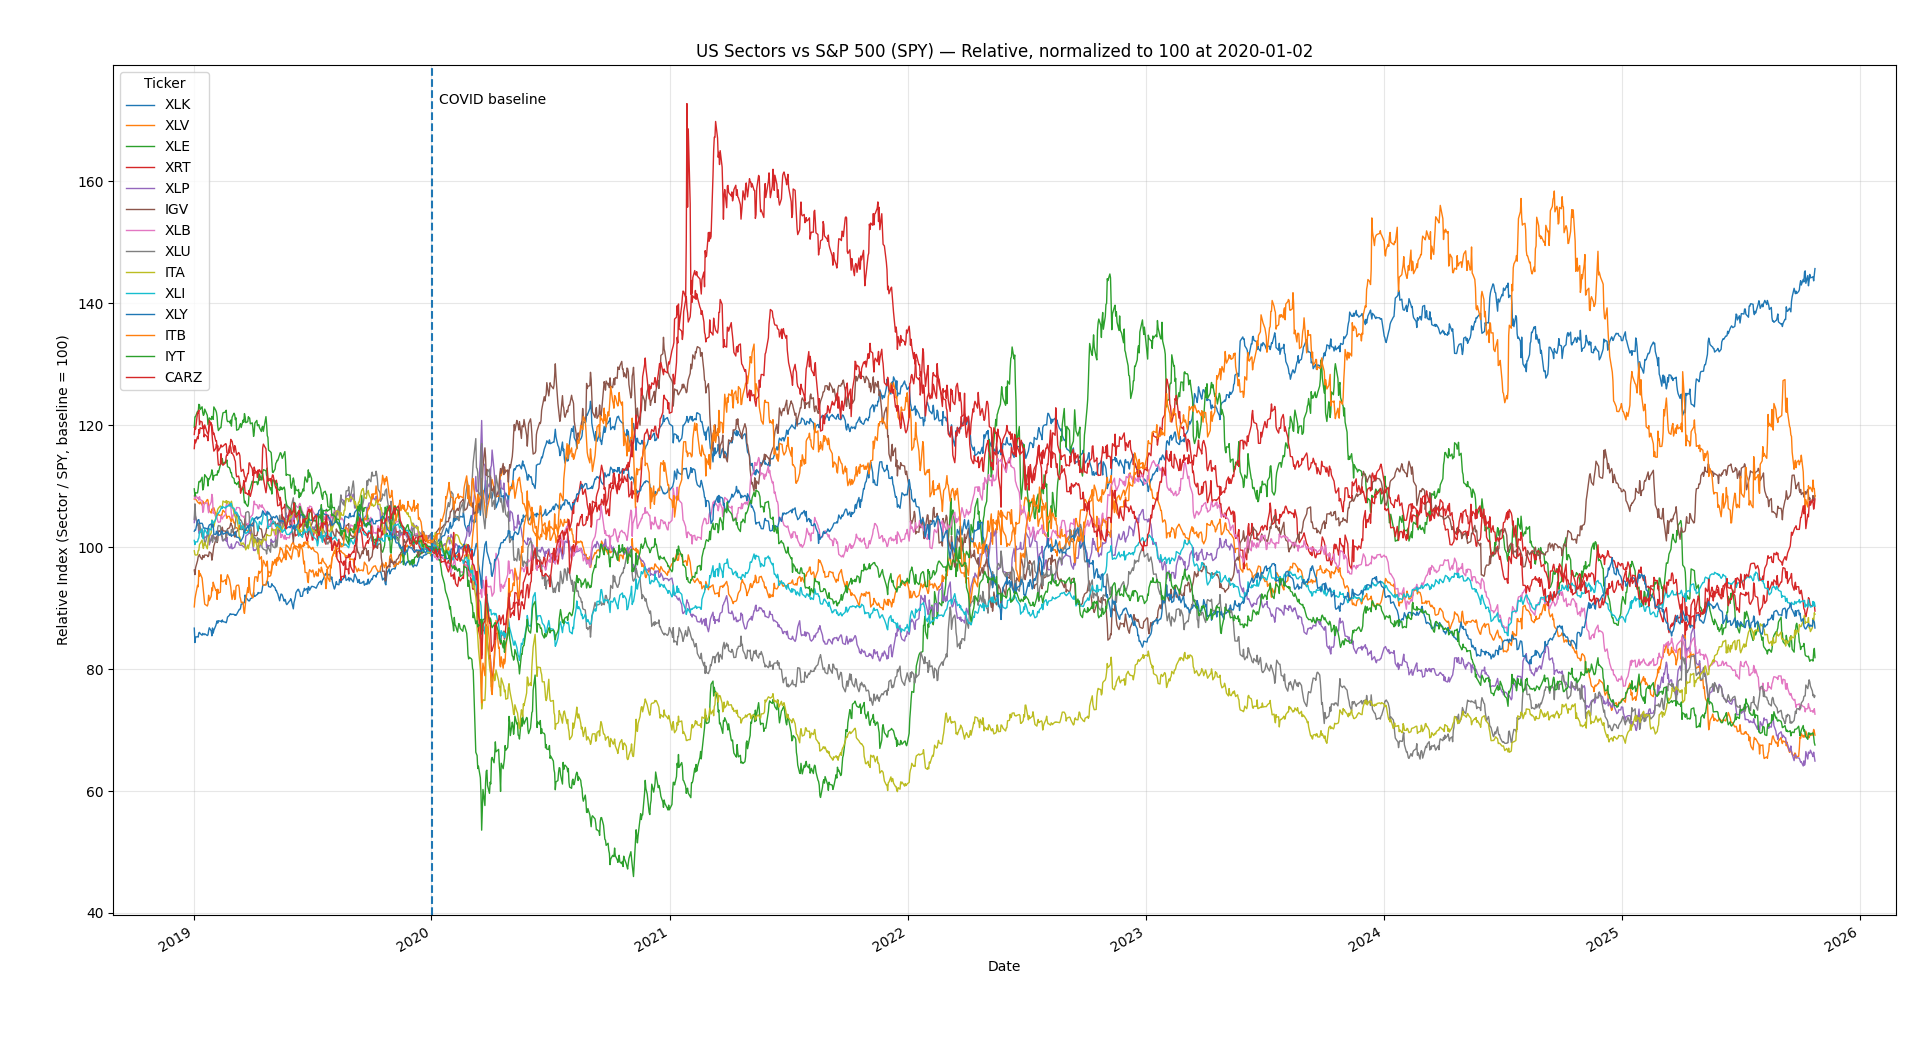 US Sectors vs S&P 500 (SPY) — Relative, normalized to 100 at 2020-01-02
Ticker
XLK
XLV
XLE
XRT
XLP
IGV
XLB
XLU
ITA
XLI
XLY
ITB
IYT
CARZ
COVID baseline
160
140
120
100
80
60
40
Relative Index (Sector / SPY, baseline = 100)
2019
2020
2021
2022
2023
2024
2025
2026
Date